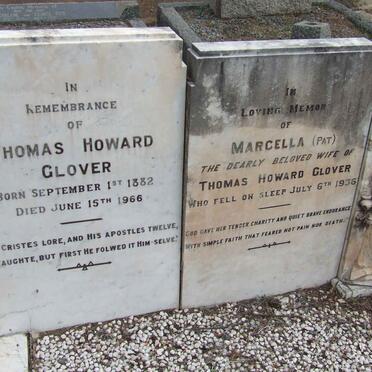 In
Remembrance
of
Thomas Howard
Glover
Born September 1st 1882
Died June 15th 1966
Cristes lore, and His apostles twelve,
taughte, but first He folwed it Him-selve.
In
Loving Memor
of
Marcella (Pat)
The dearly beloved wife of
Thomas Howard Glover
Who fell on sleep July 6th 1936
God gave her tender charity and quiet brave endurance
With simple faith that feared not pain nor death.